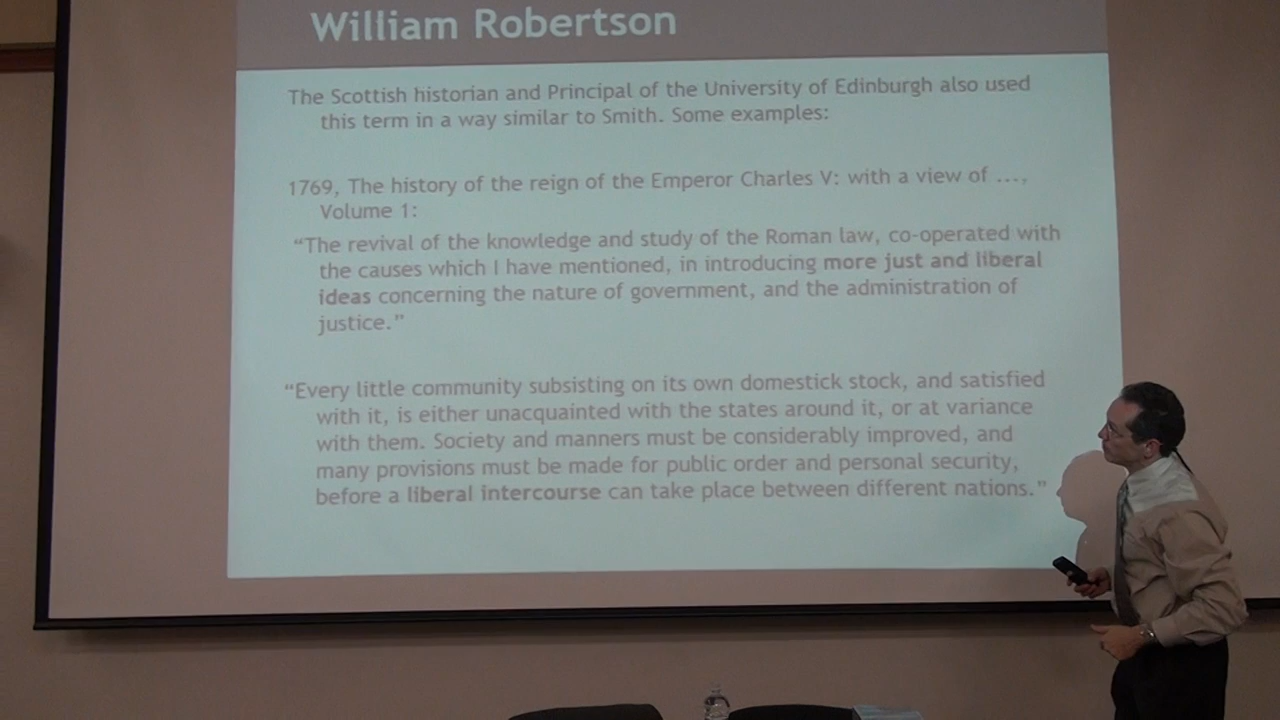 William Robertson
The Scottish historian and Principal of the University of Edinburgh also used
this term in a way similar to Smith. Some examples:
1769, The history of the reign of the Emperor Charles V: with a view of ...,
Volume 1:
“The revival of the knowledge and study of the Roman law, co-operated with
the causes which I have mentioned, in introducing more just and liberal
ideas concerning the nature of government, and the administration of
justice.”
“Every little community subsisting on its own domestick stock, and satisfied
with it, is either unacquainted with the states around it, or at variance
with them. Society and manners must be considerably improved, and
many provisions must be made for public order and personal security,
before a liberal intercourse can take place between different nations.”